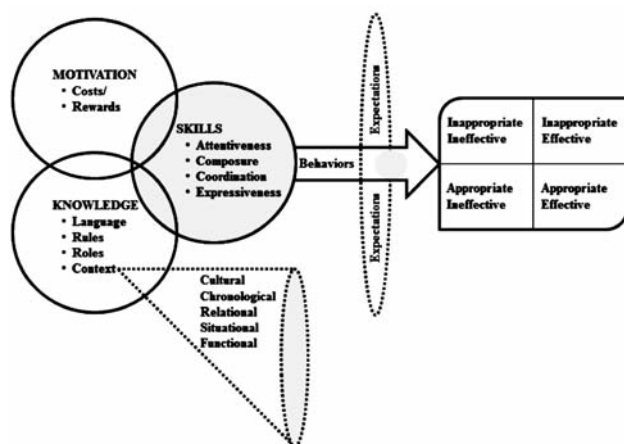 MOTIVATION
• Costs/
• Rewards
SKILLS
• Attentiveness
• Composure
• Coordination
• Expressiveness
KNOWLEDGE
• Language
• Rules
• Roles
• Context
Cultural
Chronological
Relational
Situational
Functional
Behaviors
Expectations
Expectations
Inappropriate
Ineffective
Inappropriate
Effective
Appropriate
Ineffective
Appropriate
Effective